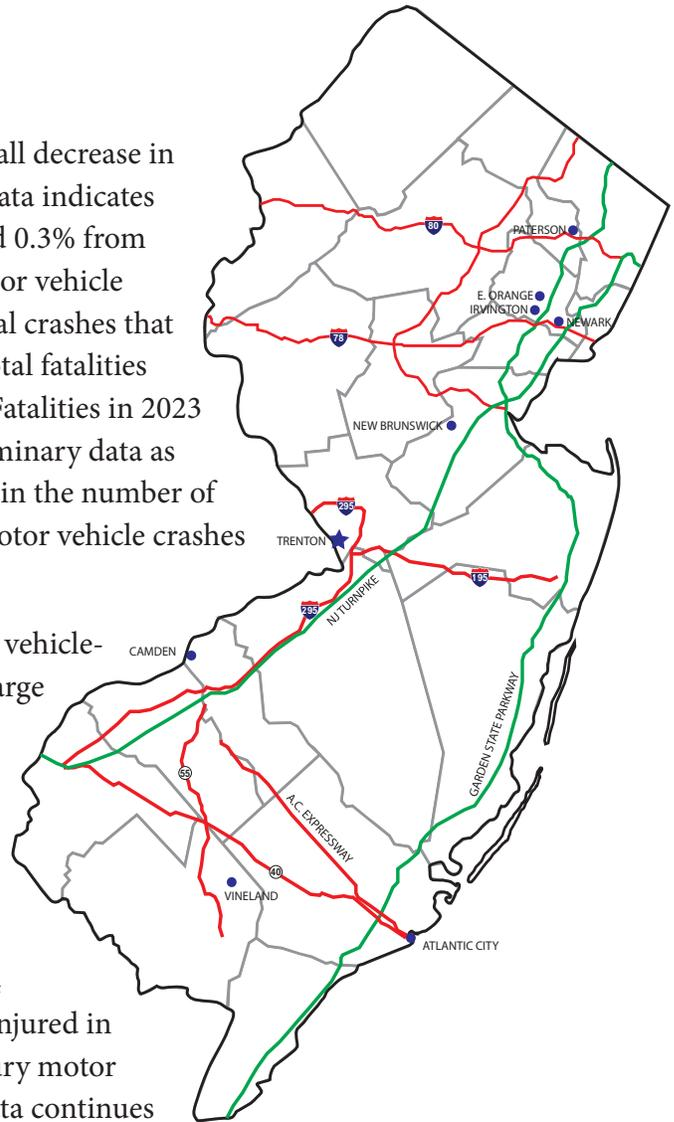 all decrease in
ata indicates
d 0.3% from
or vehicle
al crashes that
otal fatalities
Fatalities in 2023
minary data as
in the number of
otor vehicle crashes
vehicle-
arge
injured in
ury motor
ta continues
80
PATERSON
E. ORANGE
IRVINGTON
NEWARK
78
NEW BRUNSWICK
295
TRENTON
195
295
NJ TURNPIKE
CAMDEN
GARDEN STATE PARKWAY
55
A.C. EXPRESSWAY
40
VINELAND
ATLANTIC CITY